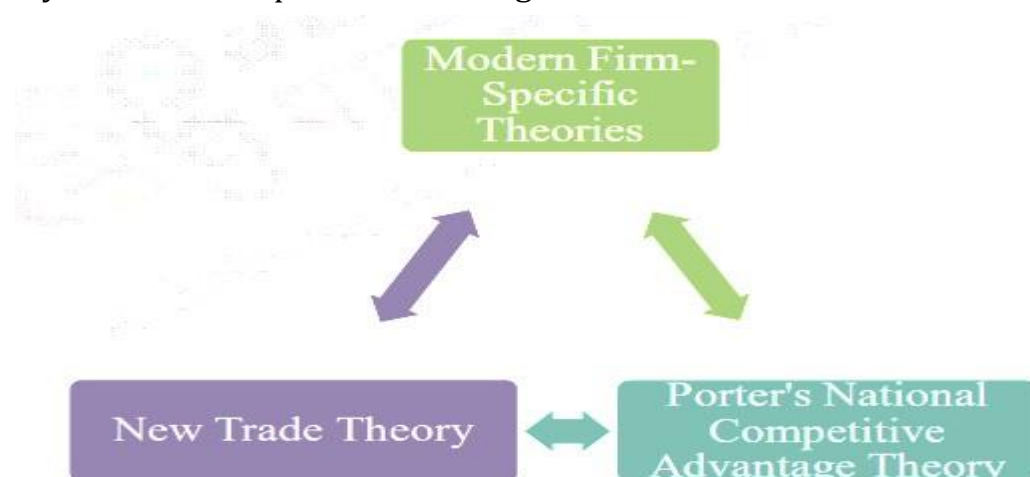 Modern Firm-
Specific
Theories
New Trade Theory
Porter's National
Competitive
Advantage Theory